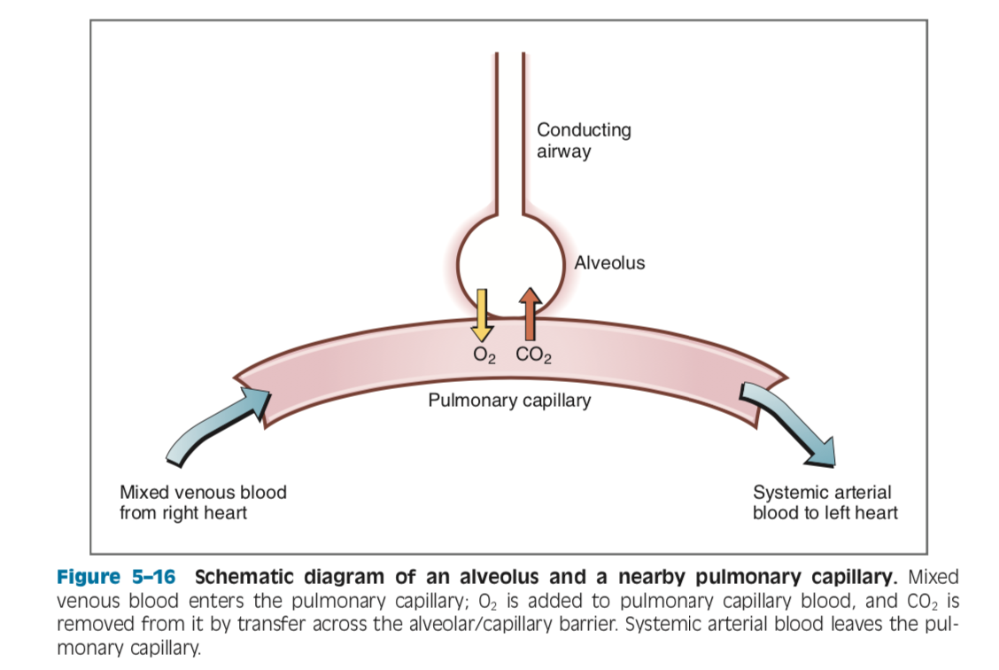 Conducting
airway
Alveolus
O₂ CO₂
Pulmonary capillary
Mixed venous blood
from right heart
Systemic arterial
blood to left heart
Figure 5–16 Schematic diagram of an alveolus and a nearby pulmonary capillary. Mixed
venous blood enters the pulmonary capillary; O₂ is added to pulmonary capillary blood, and CO₂ is
removed from it by transfer across the alveolar/capillary barrier. Systemic arterial blood leaves the pul-
monary capillary.